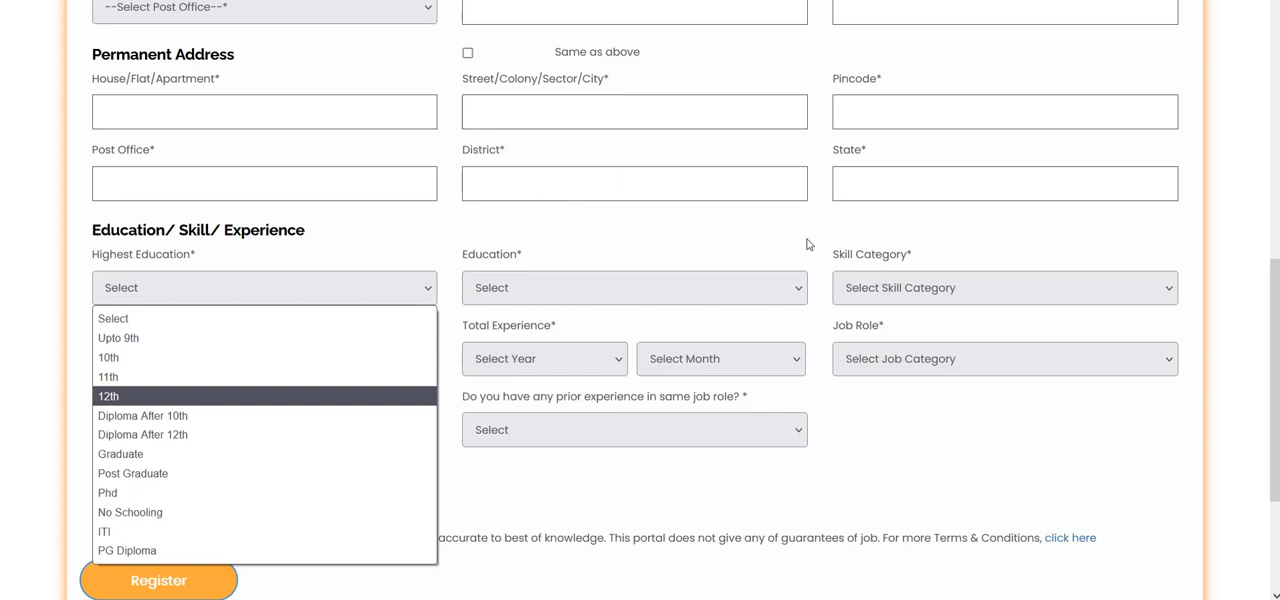 --Select Post Office--*
Permanent Address
Same as above
House/Flat/Apartment*
Street/Colony/Sector/City*
Pincode*
Post Office*
District*
State*
Education/ Skill/ Experience
Highest Education*
Education*
Skill Category*
Select
Select
Select Skill Category
Select
Upto 9th
10th
11th
12th
Diploma After 10th
Diploma After 12th
Graduate
Post Graduate
Phd
No Schooling
ITI
PG Diploma
Total Experience*
Job Role*
Select Year
Select Month
Select Job Category
Do you have any prior experience in same job role? *
Select
accurate to best of knowledge. This portal does not give any of guarantees of job. For more Terms & Conditions, click here
Register